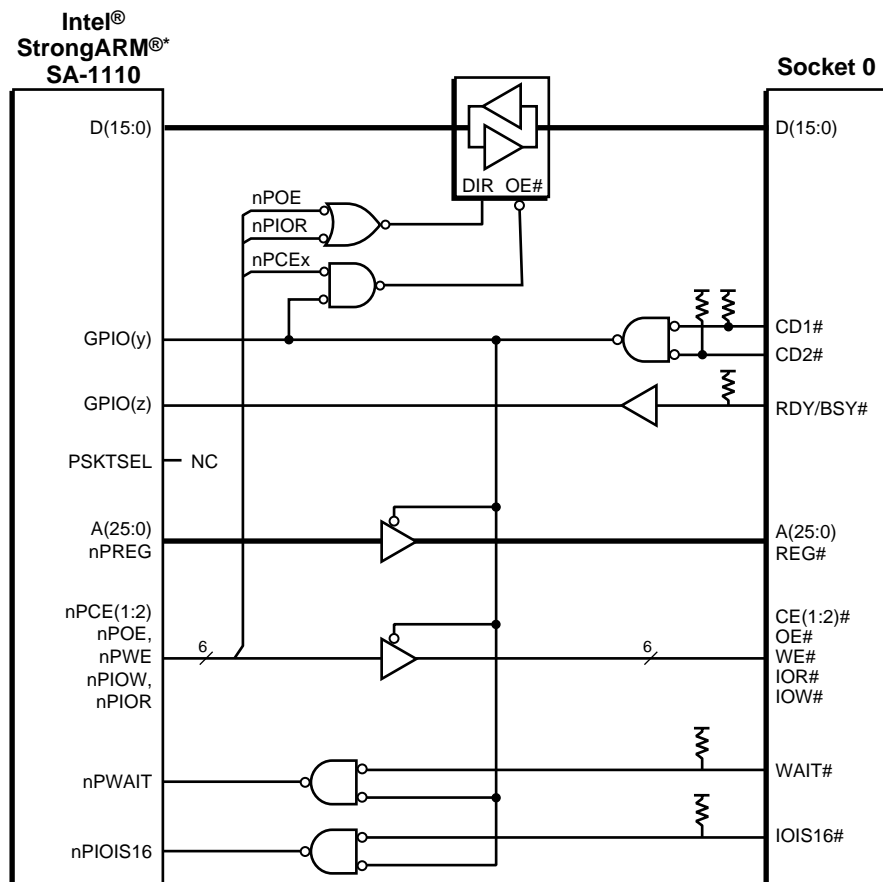 Intel®
StrongARM®*
SA-1110
Socket 0
D(15:0)
D(15:0)
DIR OE#
nPOE
nPIOR
nPCEx
CD1#
GPIO(y)
CD2#
GPIO(z)
RDY/BSY#
PSKTSEL
NC
A(25:0)
nPREG
A(25:0)
REG#
nPCE(1:2)
nPOE,
nPWE
nPIOW,
nPIOR
6
6
CE(1:2)#
OE#
WE#
IOR#
IOW#
nPWAIT
WAIT#
nPIOIS16
IOIS16#